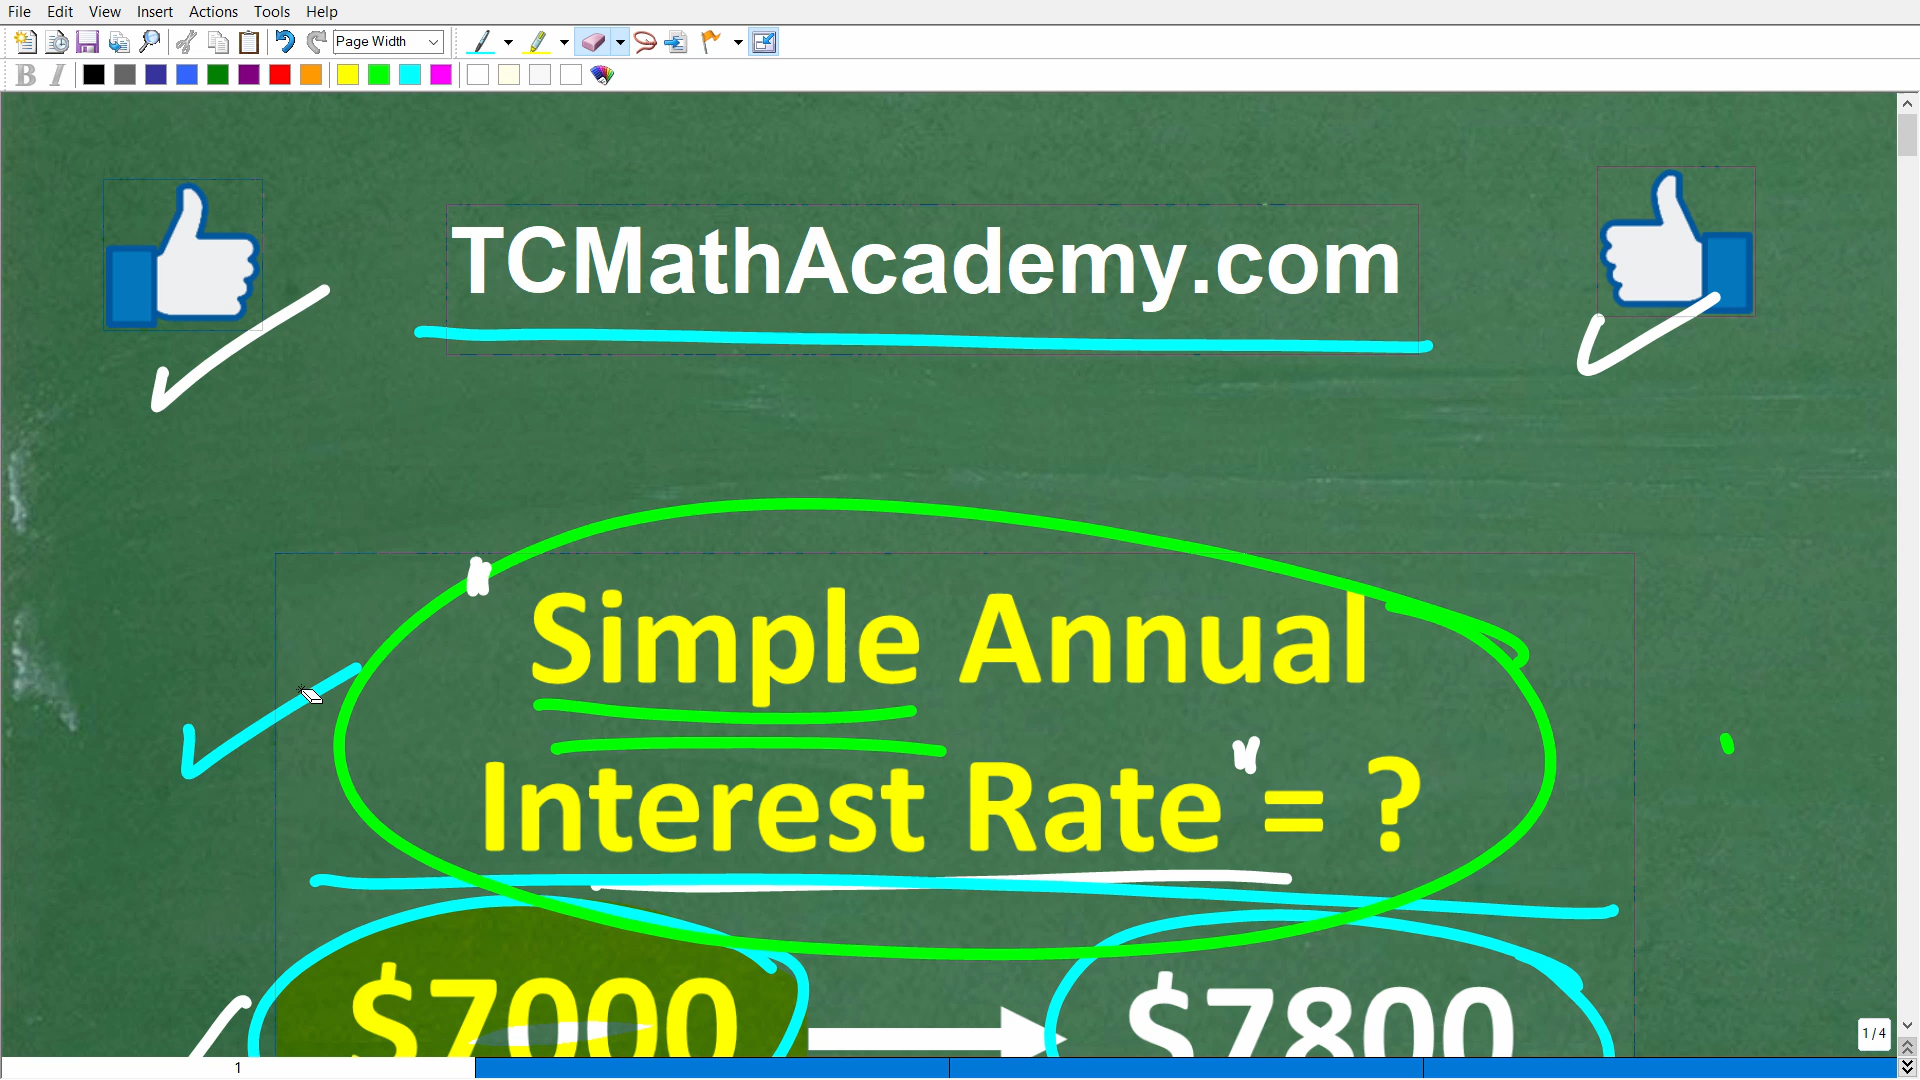 File Edit View Insert Actions Tools Help
Page Width
B I
TCMathAcademy.com
Simple Annual
Interest Rate = ?
$7000 $7800
1 / 4
1